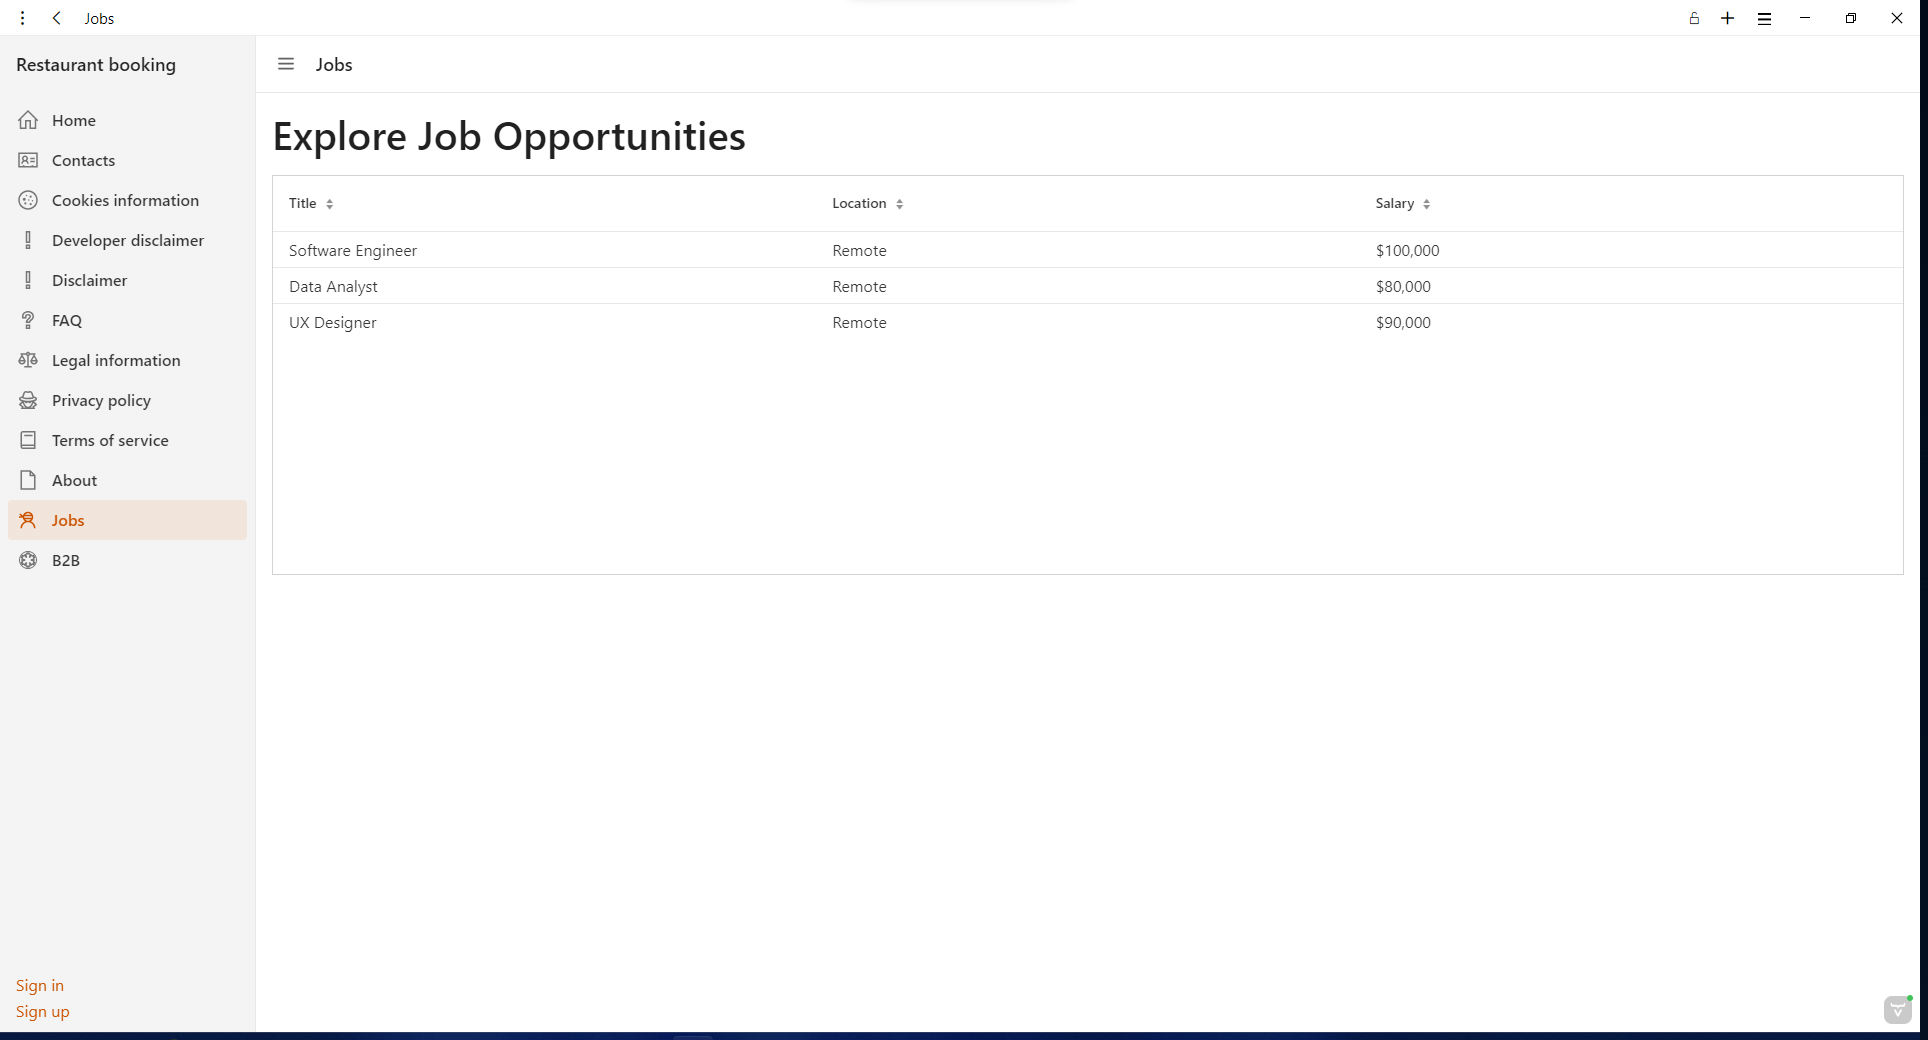 Jobs
Restaurant booking
Home
Contacts
Cookies information
Developer disclaimer
Disclaimer
FAQ
Legal information
Privacy policy
Terms of service
About
Jobs
B2B
Sign in
Sign up
Jobs
Explore Job Opportunities
Title Location Salary
Software Engineer Remote $100,000
Data Analyst Remote $80,000
UX Designer Remote $90,000